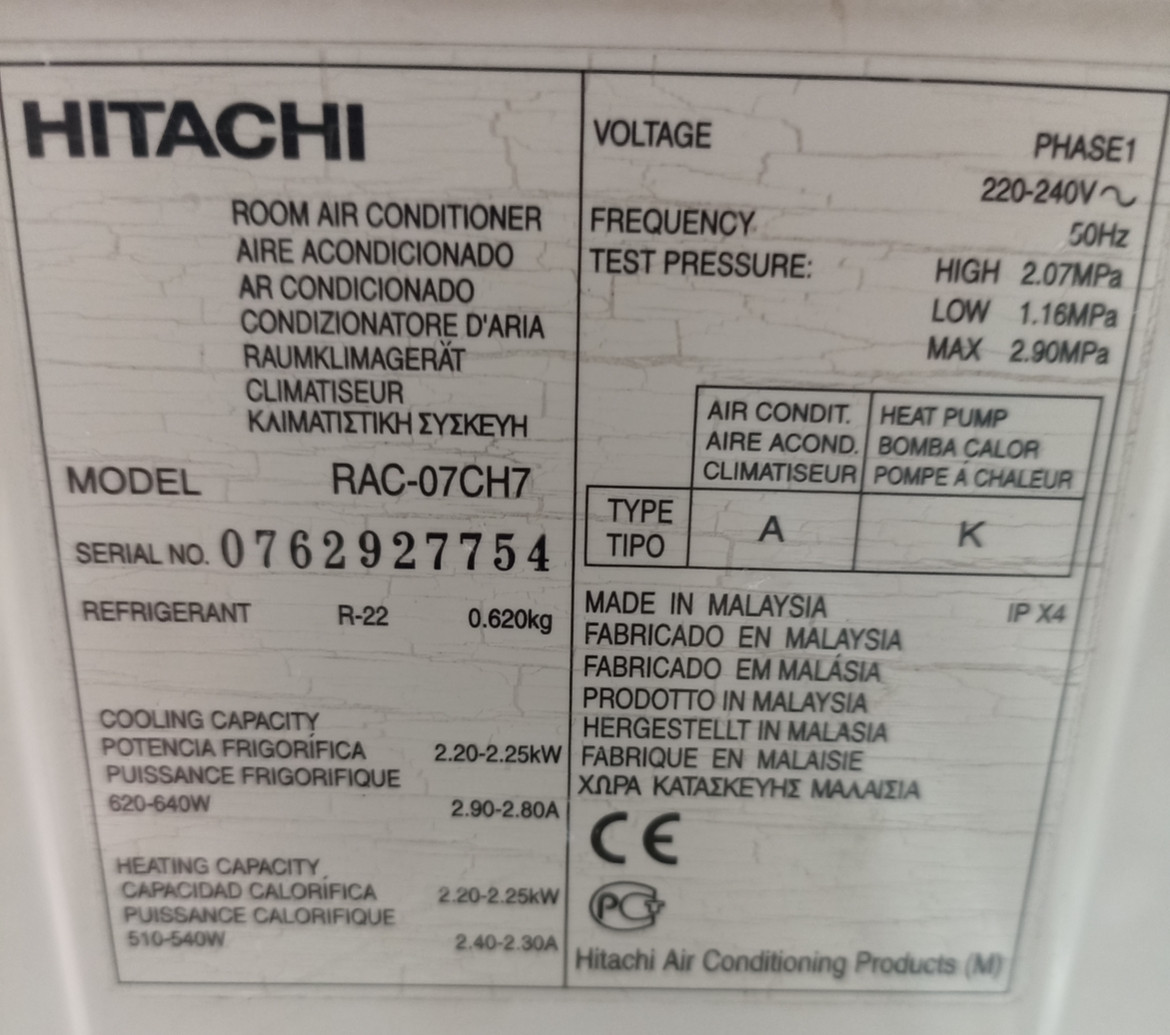 HITACHI
ROOM AIR CONDITIONER
AIRE ACONDICIONADO
AR CONDICIONADO
CONDIZIONATORE D'ARIA
RAUMKLIMAGERÄT
CLIMATISEUR
ΚΛΙΜΑΤΙΣΤΙΚΗ ΣΥΣΚΕΥΗ
MODEL RAC-07CH7
SERIAL NO. 0762927754
REFRIGERANT R-22 0.620kg
COOLING CAPACITY
POTENCIA FRIGORÍFICA 2.20-2.25kW
PUISSANCE FRIGORIFIQUE
620-640W 2.90-2.80A
HEATING CAPACITY
CAPACIDAD CALORÍFICA 2.20-2.25kW
PUISSANCE CALORIFIQUE
510-540W 2.40-2.30A
VOLTAGE PHASE1
220-240V～
FREQUENCY 50Hz
TEST PRESSURE: HIGH 2.07MPa
LOW 1.16MPa
MAX 2.90MPa
AIR CONDIT. HEAT PUMP
AIRE ACOND. BOMBA CALOR
CLIMATISEUR POMPE Á CHALEUR
TYPE
TIPO A K
MADE IN MALAYSIA IP X4
FABRICADO EN MALAYSIA
FABRICADO EM MALÁSIA
PRODOTTO IN MALAYSIA
HERGESTELLT IN MALASIA
FABRIQUE EN MALAISIE
ΧΩΡΑ ΚΑΤΑΣΚΕΥΗΣ ΜΑΛΑΙΣΙΑ
CE
PCT
Hitachi Air Conditioning Products (M)